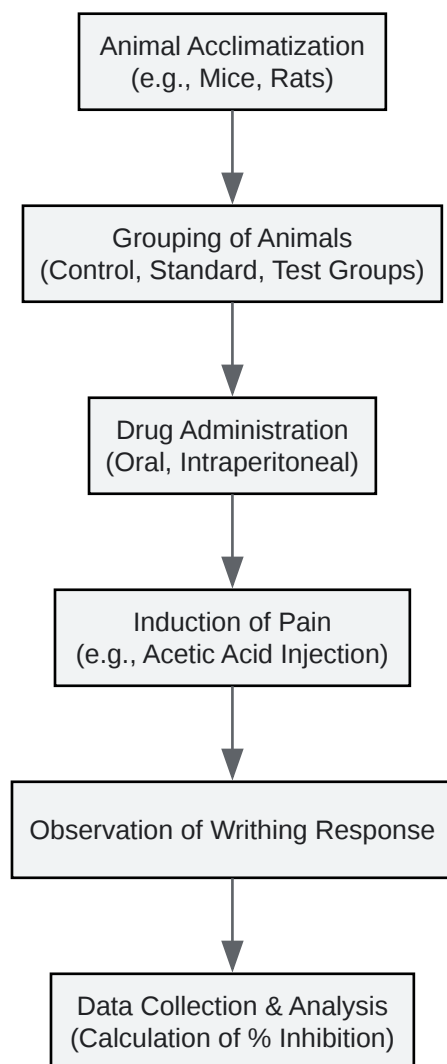 Animal Acclimatization
(e.g., Mice, Rats)
Grouping of Animals
(Control, Standard, Test Groups)
Drug Administration
(Oral, Intraperitoneal)
Induction of Pain
(e.g., Acetic Acid Injection)
Observation of Writhing Response
Data Collection & Analysis
(Calculation of % Inhibition)